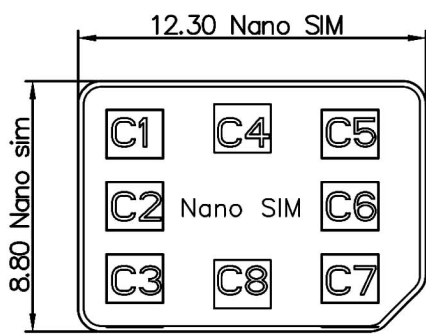 12.30 Nano SIM
8.80 Nano sim
C1 C4 C5
C2 Nano SIM C6
C3 C8 C7